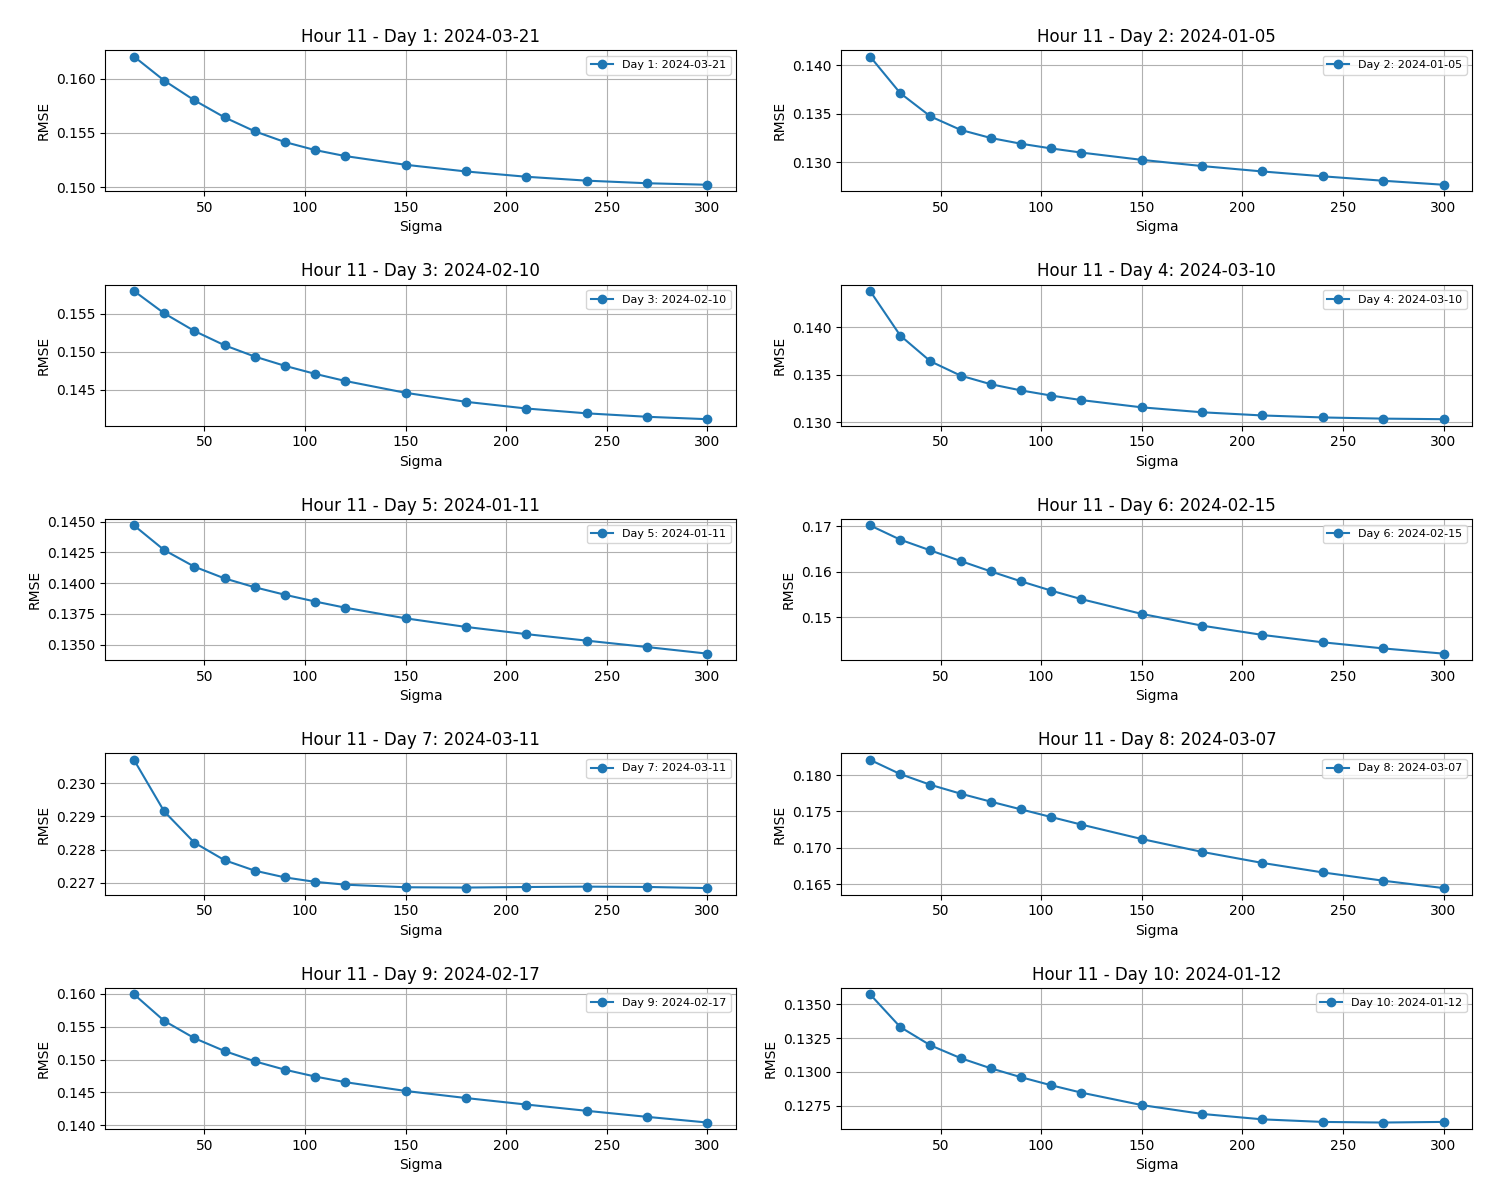 Hour 11 - Day 1: 2024-03-21
Day 1: 2024-03-21
RMSE
0.160
0.155
0.150
50 100 150 200 250 300
Sigma
Hour 11 - Day 2: 2024-01-05
Day 2: 2024-01-05
RMSE
0.140
0.135
0.130
50 100 150 200 250 300
Sigma
Hour 11 - Day 3: 2024-02-10
Day 3: 2024-02-10
RMSE
0.155
0.150
0.145
50 100 150 200 250 300
Sigma
Hour 11 - Day 4: 2024-03-10
Day 4: 2024-03-10
RMSE
0.140
0.135
0.130
50 100 150 200 250 300
Sigma
Hour 11 - Day 5: 2024-01-11
Day 5: 2024-01-11
RMSE
0.1450
0.1425
0.1400
0.1375
0.1350
50 100 150 200 250 300
Sigma
Hour 11 - Day 6: 2024-02-15
Day 6: 2024-02-15
RMSE
0.17
0.16
0.15
50 100 150 200 250 300
Sigma
Hour 11 - Day 7: 2024-03-11
Day 7: 2024-03-11
RMSE
0.230
0.229
0.228
0.227
50 100 150 200 250 300
Sigma
Hour 11 - Day 8: 2024-03-07
Day 8: 2024-03-07
RMSE
0.180
0.175
0.170
0.165
50 100 150 200 250 300
Sigma
Hour 11 - Day 9: 2024-02-17
Day 9: 2024-02-17
RMSE
0.160
0.155
0.150
0.145
0.140
50 100 150 200 250 300
Sigma
Hour 11 - Day 10: 2024-01-12
Day 10: 2024-01-12
RMSE
0.1350
0.1325
0.1300
0.1275
50 100 150 200 250 300
Sigma